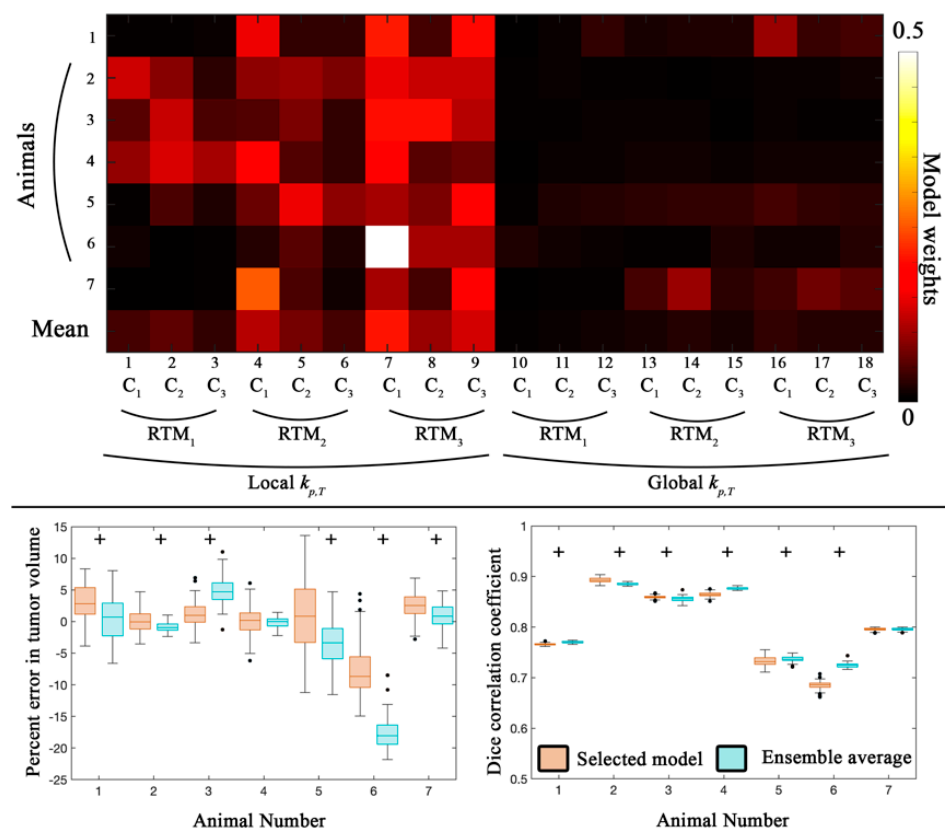 0.5
1
2
3
4
5
6
7
Mean
Animals
Model weights
0
1 2 3 4 5 6 7 8 9 10 11 12 13 14 15 16 17 18
C1 C2 C3 C1 C2 C3 C1 C2 C3 C1 C2 C3 C1 C2 C3 C1 C2 C3
RTM1 RTM2 RTM3 RTM1 RTM2 RTM3
Local kp,T Global kp,T
Percent error in tumor volume
15
10
5
0
-5
-10
-15
-20
-25
+ + + + + +
1 2 3 4 5 6 7
Animal Number
Dice correlation coefficient
1
0.9
0.8
0.7
0.6
0.5
+ + + + + +
Selected model Ensemble average
1 2 3 4 5 6 7
Animal Number